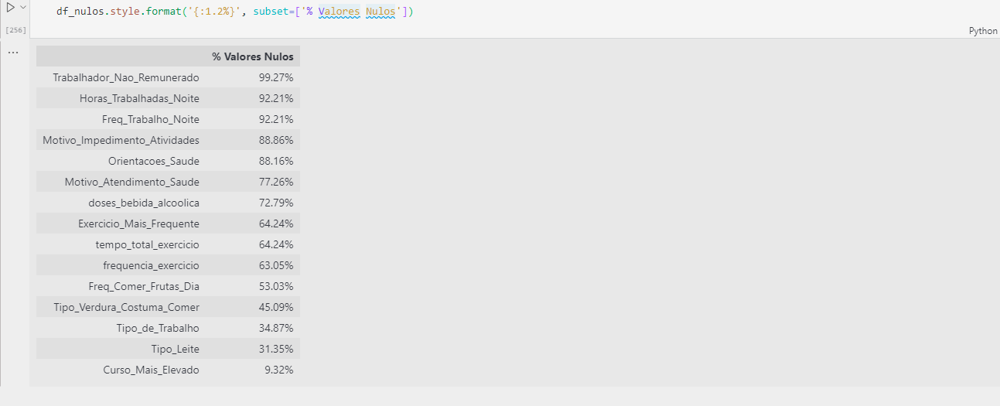 df_nulos.style.format('{:1.2%}', subset=['% Valores Nulos'])
[256]
Python
...
% Valores Nulos
Trabalhador_Nao_Remunerado 99.27%
Horas_Trabalhadas_Noite 92.21%
Freq_Trabalho_Noite 92.21%
Motivo_Impedimento_Atividades 88.86%
Orientacoes_Saude 88.16%
Motivo_Atendimento_Saude 77.26%
doses_bebida_alcoolica 72.79%
Exercicio_Mais_Frequente 64.24%
tempo_total_exercicio 64.24%
frequencia_exercicio 63.05%
Freq_Comer_Frutas_Dia 53.03%
Tipo_Verdura_Costuma_Comer 45.09%
Tipo_de_Trabalho 34.87%
Tipo_Leite 31.35%
Curso_Mais_Elevado 9.32%